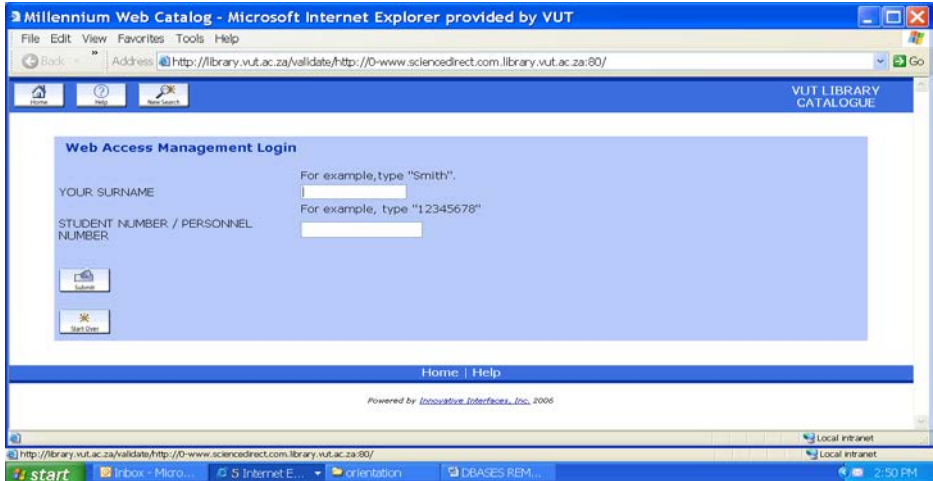 Millennium Web Catalog - Microsoft Internet Explorer provided by VUT
File Edit View Favorites Tools Help
Back » Address http://library.vut.ac.za/validate/http://0-www.sciencedirect.com.library.vut.ac.za:80/ Go
Home Help New Search
VUT LIBRARY
CATALOGUE
Web Access Management Login
For example,type "Smith".
YOUR SURNAME
For example, type "12345678"
STUDENT NUMBER / PERSONNEL
NUMBER
Submit
Start Over
Home | Help
Powered by Innovative Interfaces, Inc. 2006
Local intranet
http://library.vut.ac.za/validate/http://0-www.sciencedirect.com.library.vut.ac.za:80/ Local intranet
start Inbox - Micro... 5 Internet E... orientation DBASES REM... 2:50 PM